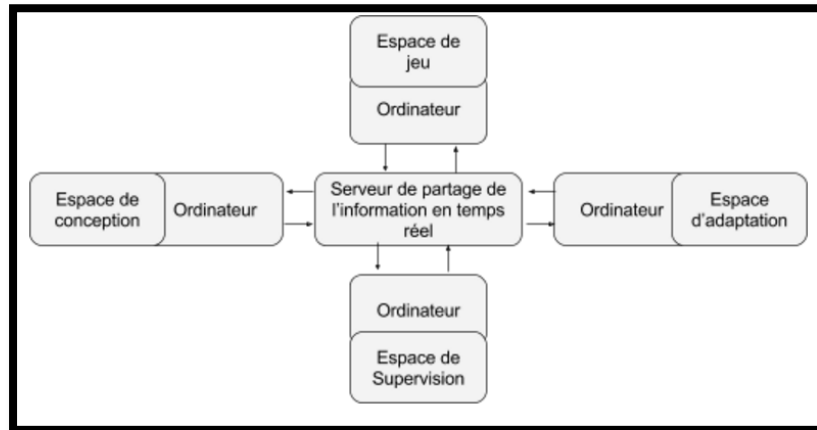 Espace de
jeu
Ordinateur
Espace de
conception
Ordinateur
Serveur de partage de
l'information en temps
réel
Ordinateur
Espace
d'adaptation
Ordinateur
Espace de
Supervision